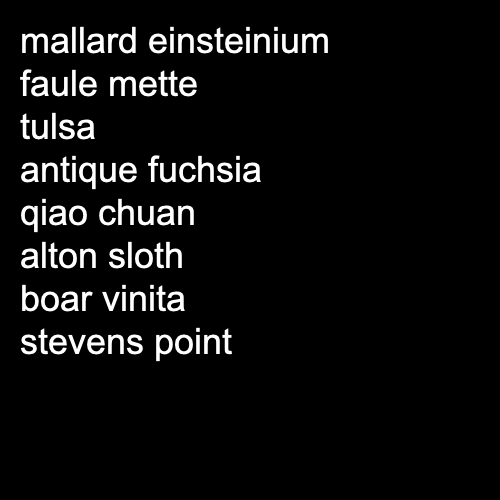 mallard einsteinium
faule mette
tulsa
antique fuchsia
qiao chuan
alton sloth
boar vinita
stevens point